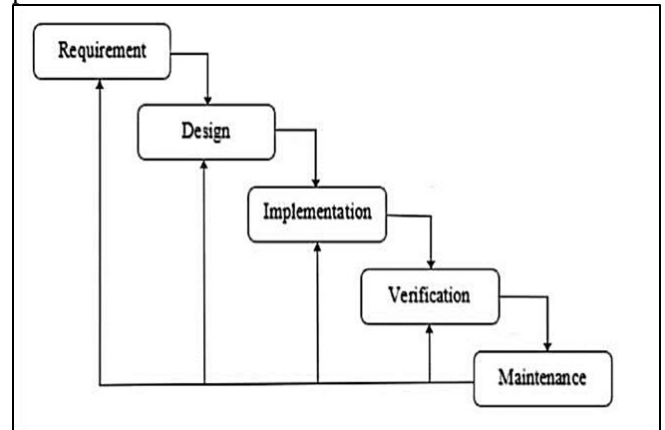 Requirement
Design
Implementation
Verification
Maintenance